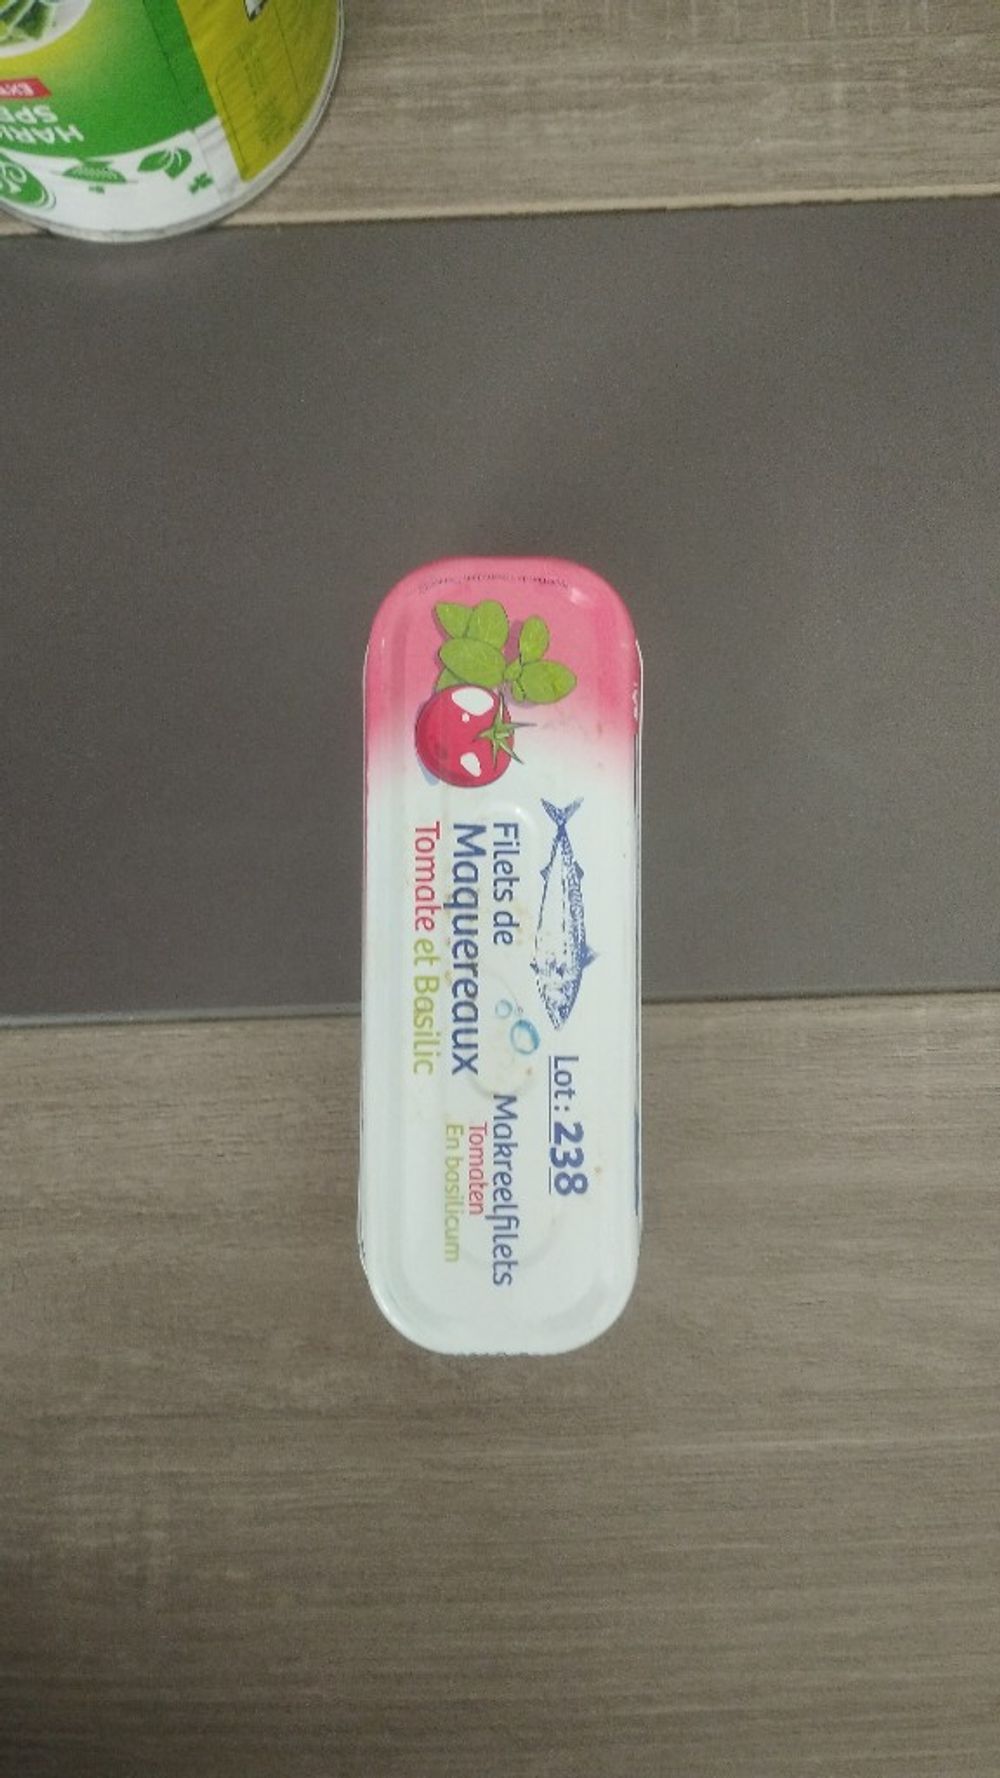 Lot: 238
Filets de
Maquereaux
Tomate et Basilic
Makreelfilets
Tomaten
En basilicum